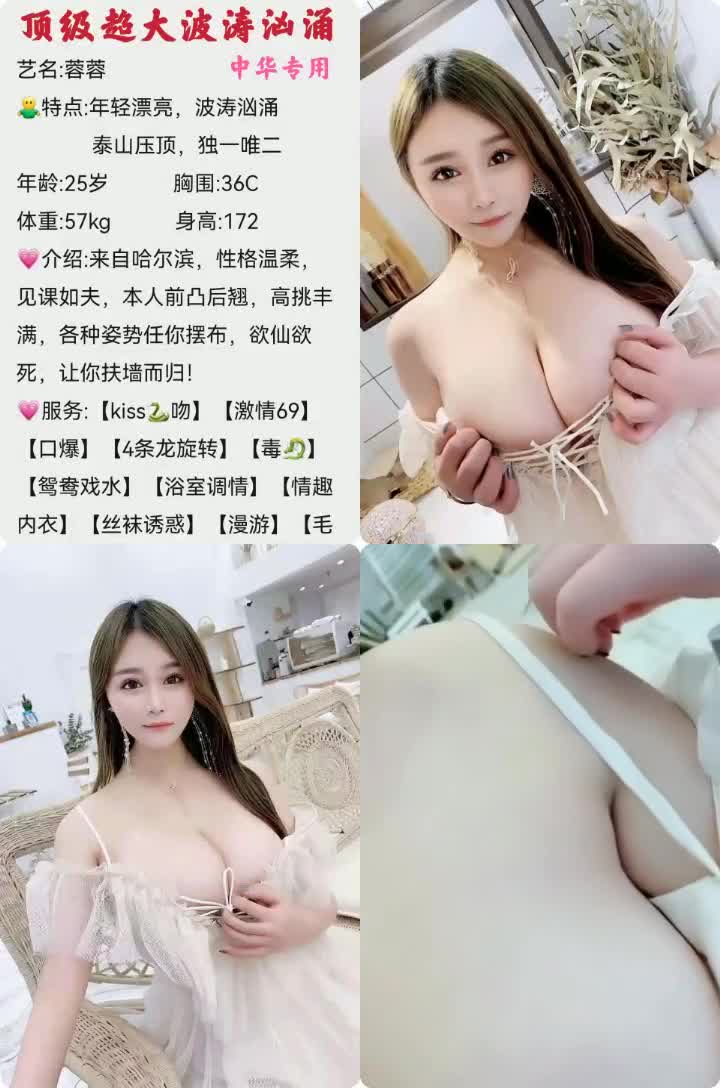 顶级超大波涛汹涌
艺名:蓉蓉 中华专用
特点:年轻漂亮，波涛汹涌
泰山压顶，独一唯二
年龄:25岁 胸围:36C
体重:57kg 身高:172
💗介绍:来自哈尔滨，性格温柔，
见课如夫，本人前凸后翘，高挑丰
满，各种姿势任你摆布，欲仙欲
死，让你扶墙而归！
💗服务:【kiss🐍吻】【激情69】
【口爆】【4条龙旋转】【毒🐉】
【鸳鸯戏水】【浴室调情】【情趣
内衣】【丝袜诱惑】【漫游】【毛